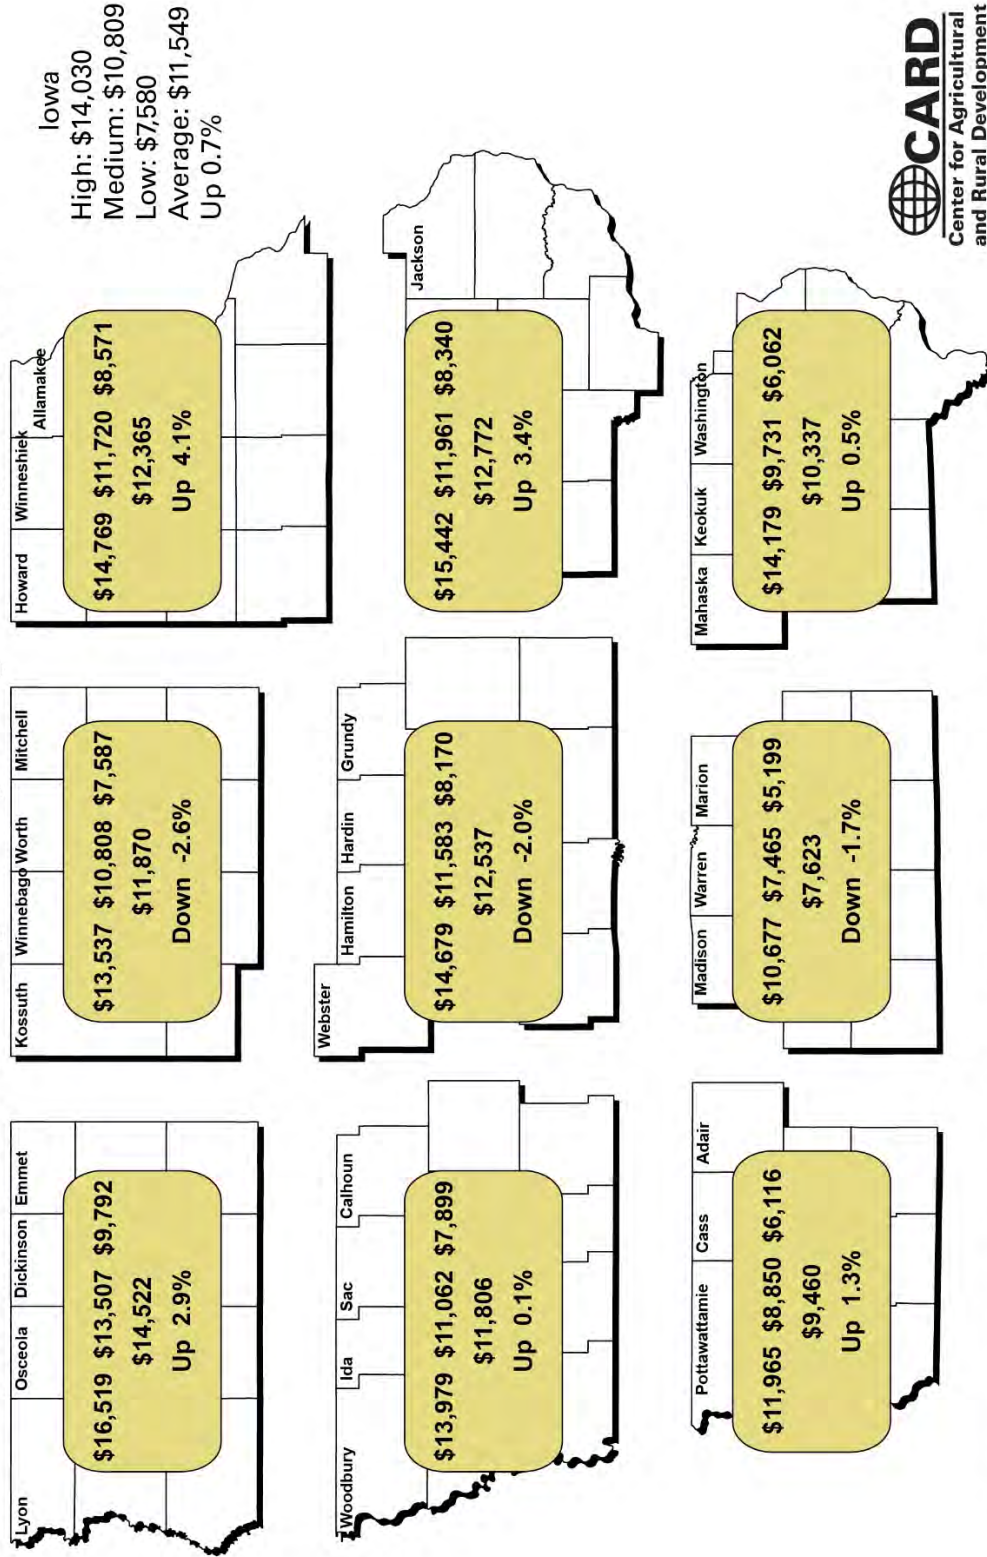 Iowa
High: $14,030
Medium: $10,809
Low: $7,580
Average: $11,549
Up 0.7%
Lyon Osceola Dickinson Emmet
$16,519 $13,507 $9,792
$14,522
Up 2.9%
Kossuth Winnebago Worth Mitchell
$13,537 $10,808 $7,587
$11,870
Down -2.6%
Howard Winneshiek Allamakee
$14,769 $11,720 $8,571
$12,365
Up 4.1%
Woodbury Ida Sac Calhoun
$13,979 $11,062 $7,899
$11,806
Up 0.1%
Webster Hamilton Hardin Grundy
$14,679 $11,583 $8,170
$12,537
Down -2.0%
Jackson
$15,442 $11,961 $8,340
$12,772
Up 3.4%
Pottawattamie Cass Adair
$11,965 $8,850 $6,116
$9,460
Up 1.3%
Madison Warren Marion
$10,677 $7,465 $5,199
$7,623
Down -1.7%
Mahaska Keokuk Washington
$14,179 $9,731 $6,062
$10,337
Up 0.5%
CARD
Center for Agricultural
and Rural Development